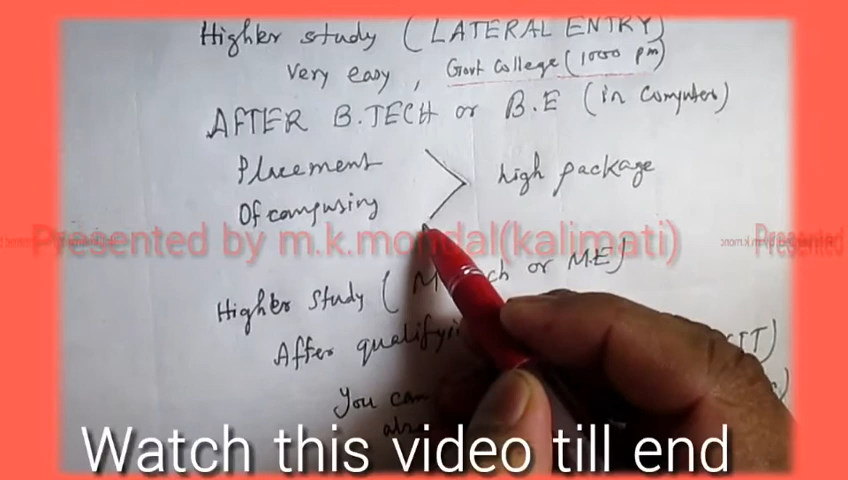 Higher study (LATERAL ENTRY)
Very easy, Govt College (1000 pm)
AFTER B.TECH or B.E (in Computer)
Placement
Of campusing
high package
Presented by m.k.mondal(kalimati)
Higher study ( M ch or M.E)
After qualifyi
You can
Watch this video till end